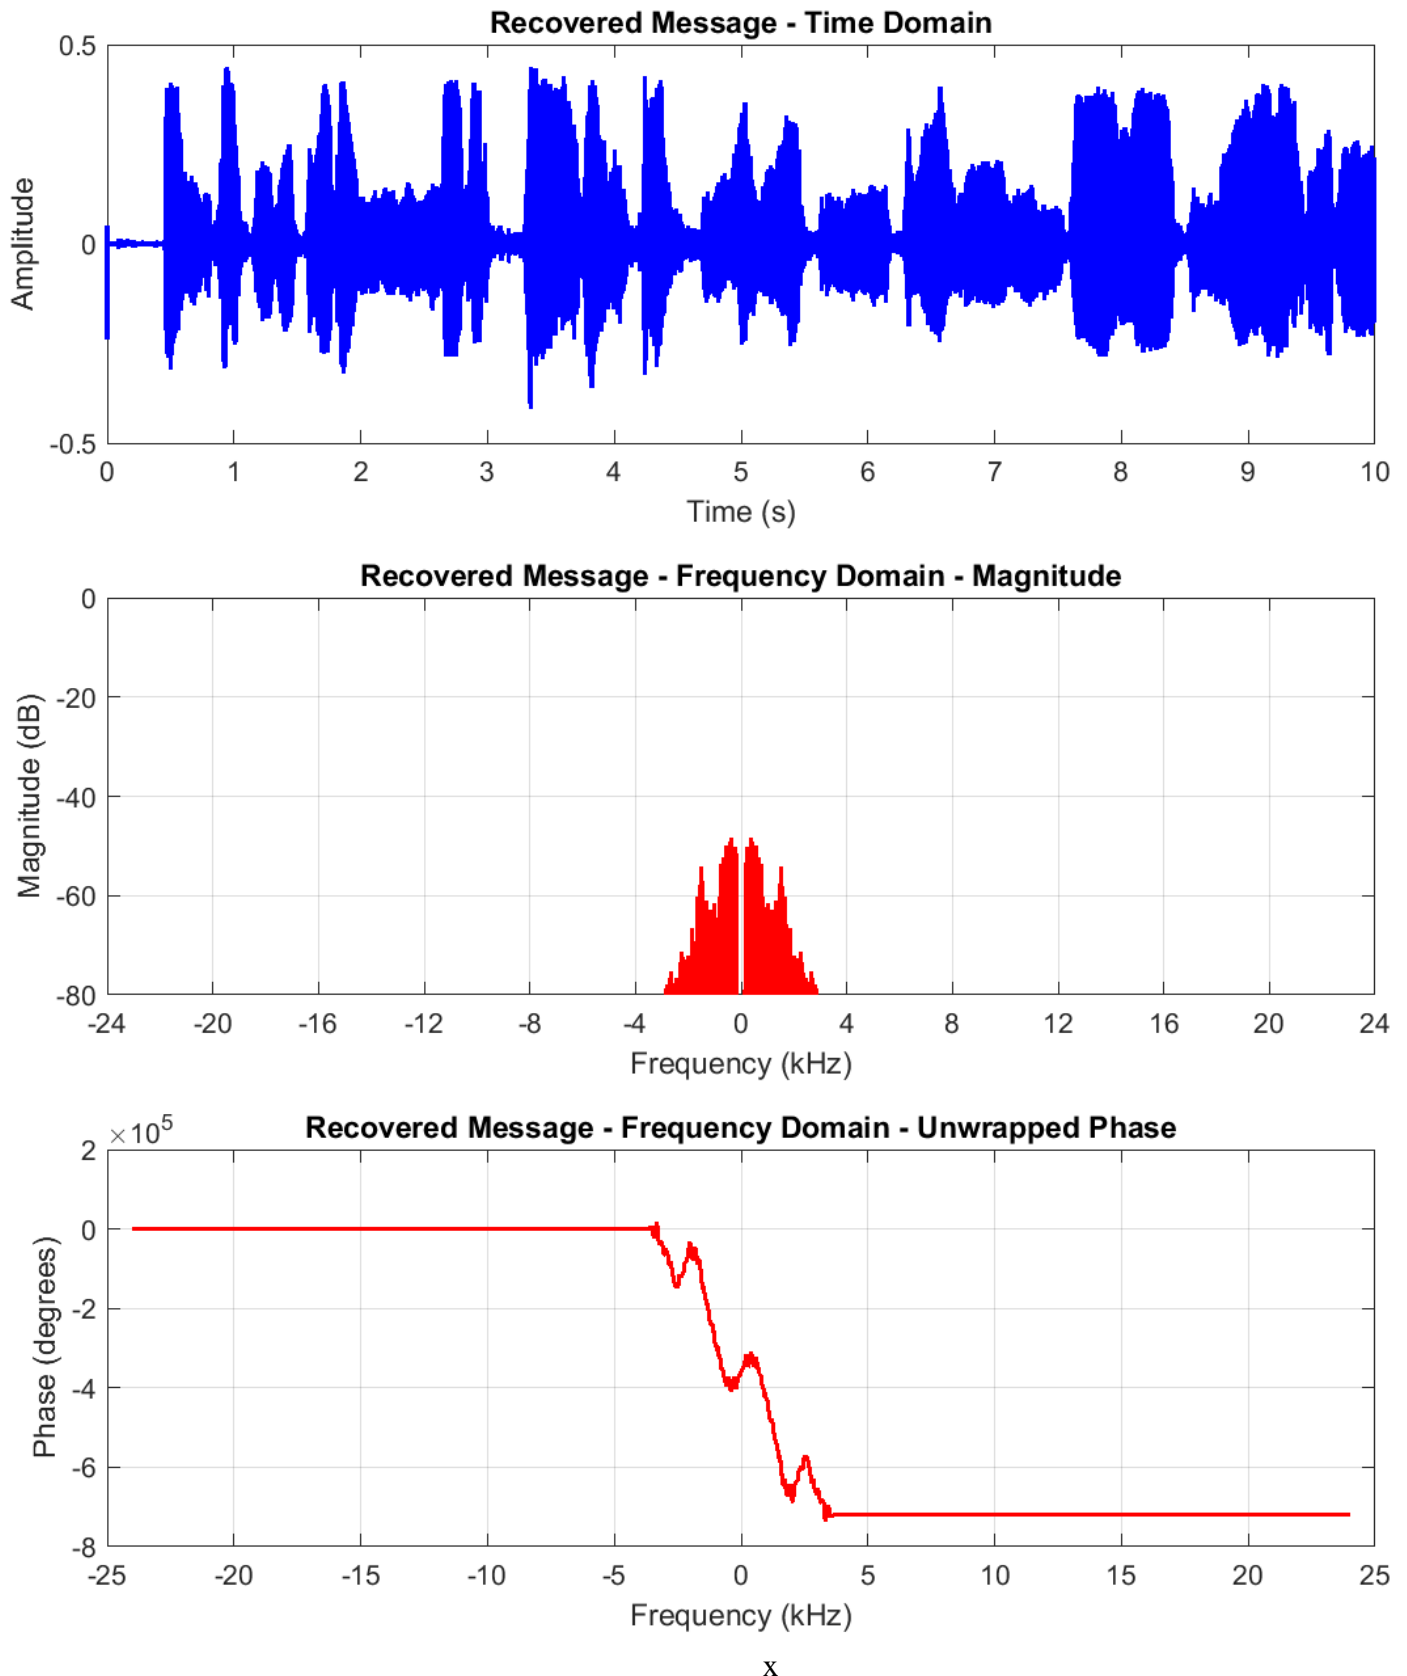 Recovered Message - Time Domain
0.5
0
-0.5
Amplitude
0 1 2 3 4 5 6 7 8 9 10
Time (s)
Recovered Message - Frequency Domain - Magnitude
0
-20
-40
-60
-80
Magnitude (dB)
-24 -20 -16 -12 -8 -4 0 4 8 12 16 20 24
Frequency (kHz)
Recovered Message - Frequency Domain - Unwrapped Phase
×10⁵
2
0
-2
-4
-6
-8
Phase (degrees)
-25 -20 -15 -10 -5 0 5 10 15 20 25
Frequency (kHz)
x